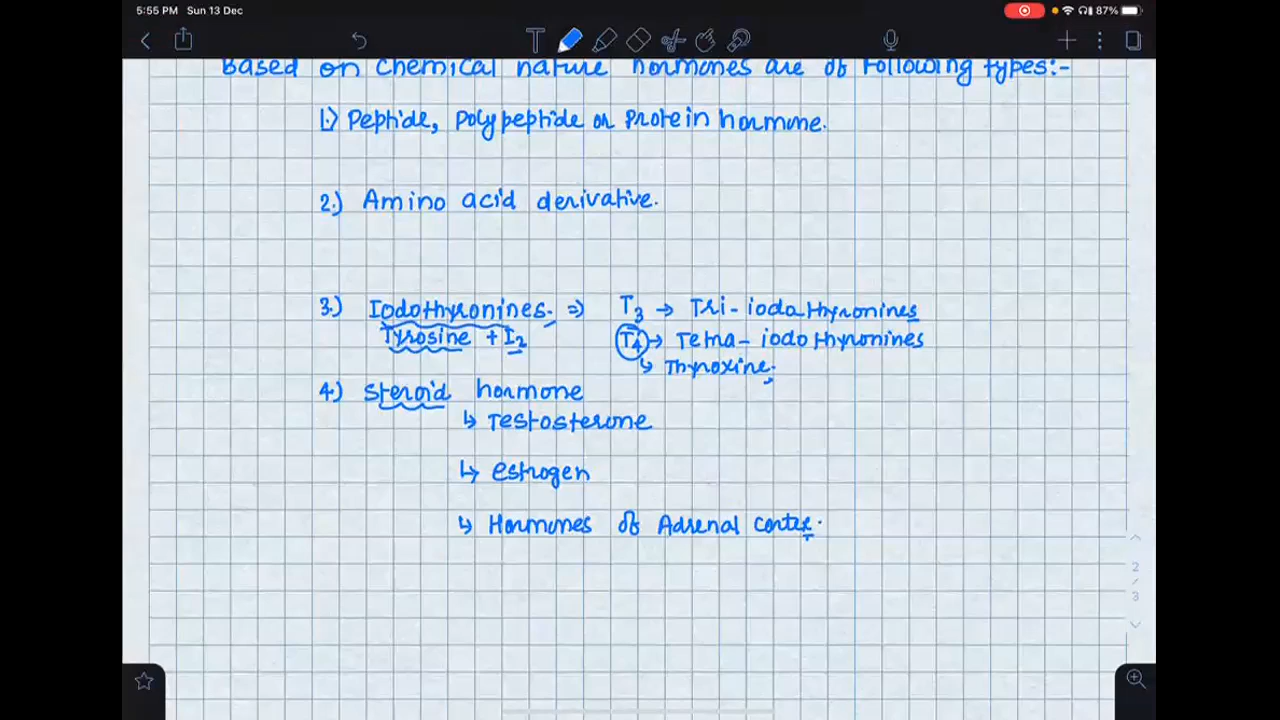 5:55 PM Sun 13 Dec
87%
Based on chemical nature hormones are of following types:-
1.) Peptide, polypeptide or protein hormone.
2.) Amino acid derivative.
3.) Iodothyronines. ⇒ T3 → Tri-iodothyronines
Tyrosine + I2 T4 → Tetra-iodothyronines
↳ Thyroxine.
4.) Steroid hormone
↳ Testosterone
↳ estrogen
↳ Hormones of Adrenal cortex.
2
/
3